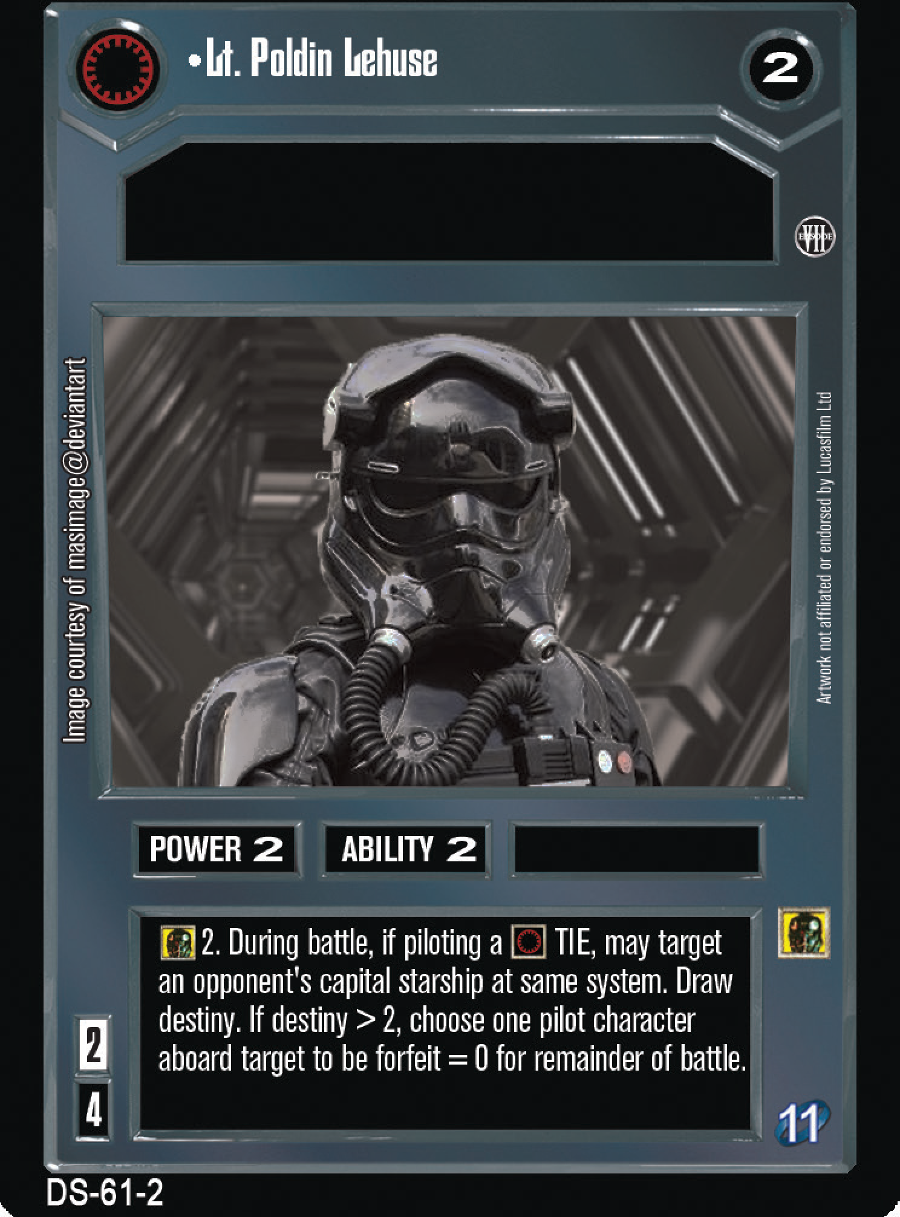 •Lt. Poldin Lehuse
2
EPISODE
VII
Image courtesy of masimage@deviantart
Artwork not affiliated or endorsed by Lucasfilm Ltd
POWER 2
ABILITY 2
2. During battle, if piloting a TIE, may target
an opponent's capital starship at same system. Draw
destiny. If destiny > 2, choose one pilot character
aboard target to be forfeit = 0 for remainder of battle.
2
4
11
DS-61-2